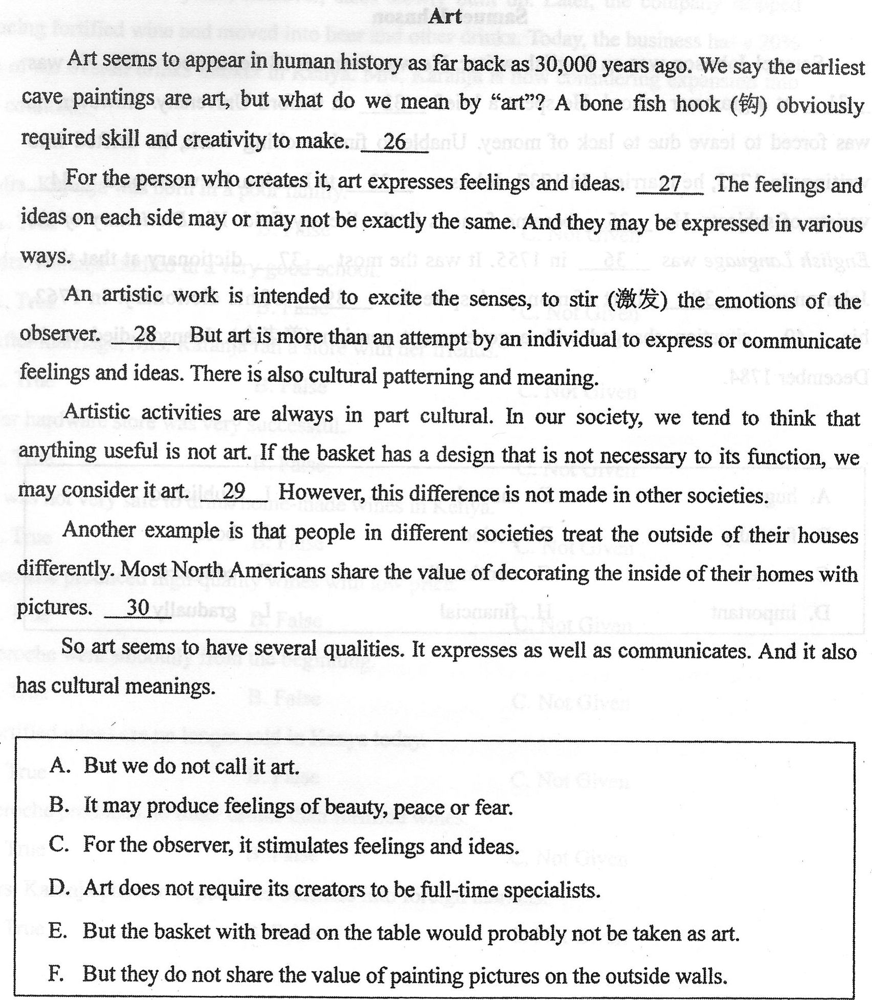 Art
Art seems to appear in human history as far back as 30,000 years ago. We say the earliest
cave paintings are art, but what do we mean by “art”? A bone fish hook (钩) obviously
required skill and creativity to make. 26
For the person who creates it, art expresses feelings and ideas. 27 The feelings and
ideas on each side may or may not be exactly the same. And they may be expressed in various
ways.
An artistic work is intended to excite the senses, to stir (激发) the emotions of the
observer. 28 But art is more than an attempt by an individual to express or communicate
feelings and ideas. There is also cultural patterning and meaning.
Artistic activities are always in part cultural. In our society, we tend to think that
anything useful is not art. If the basket has a design that is not necessary to its function, we
may consider it art. 29 However, this difference is not made in other societies.
Another example is that people in different societies treat the outside of their houses
differently. Most North Americans share the value of decorating the inside of their homes with
pictures. 30
So art seems to have several qualities. It expresses as well as communicates. And it also
has cultural meanings.
A. But we do not call it art.
B. It may produce feelings of beauty, peace or fear.
C. For the observer, it stimulates feelings and ideas.
D. Art does not require its creators to be full-time specialists.
E. But the basket with bread on the table would probably not be taken as art.
F. But they do not share the value of painting pictures on the outside walls.